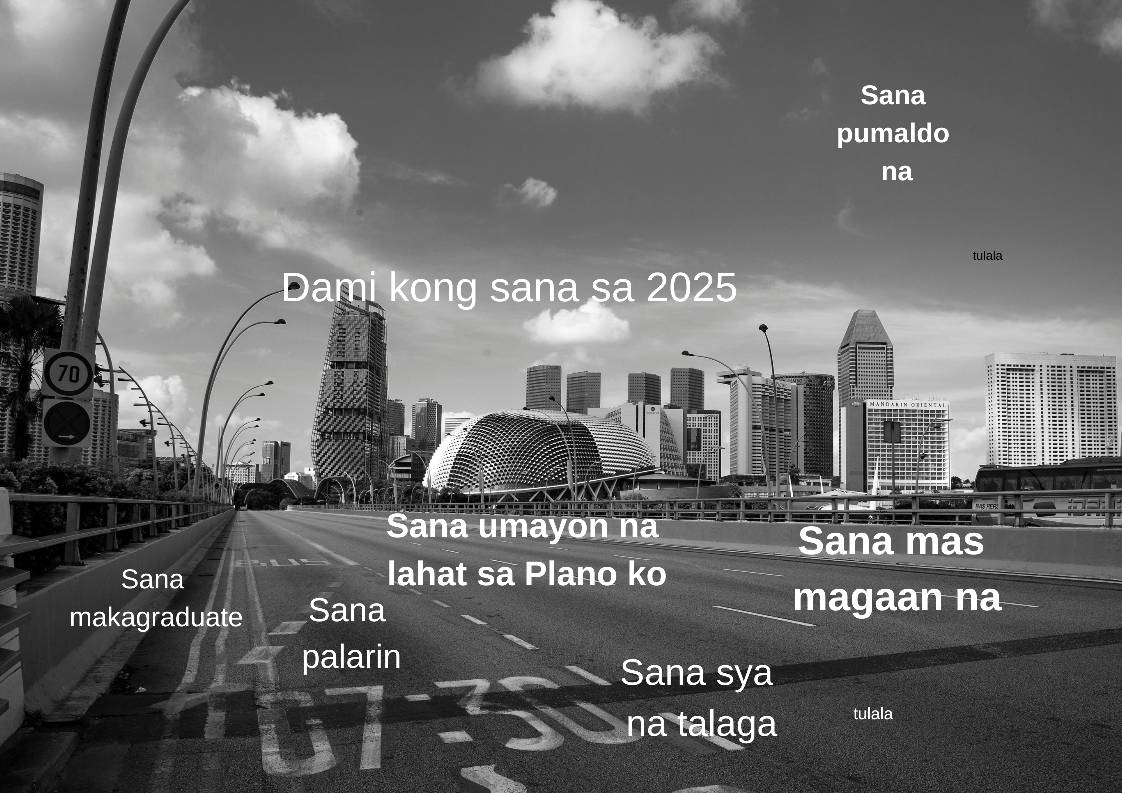 Sana
pumaldo
na
tulala
Dami kong sana sa 2025
70
MANDARIN ORIENTAL
Sana umayon na
lahat sa Plano ko
Sana mas
magaan na
Sana
makagraduate
BUS
Sana
palarin
Sana sya
na talaga
07:30
tulala